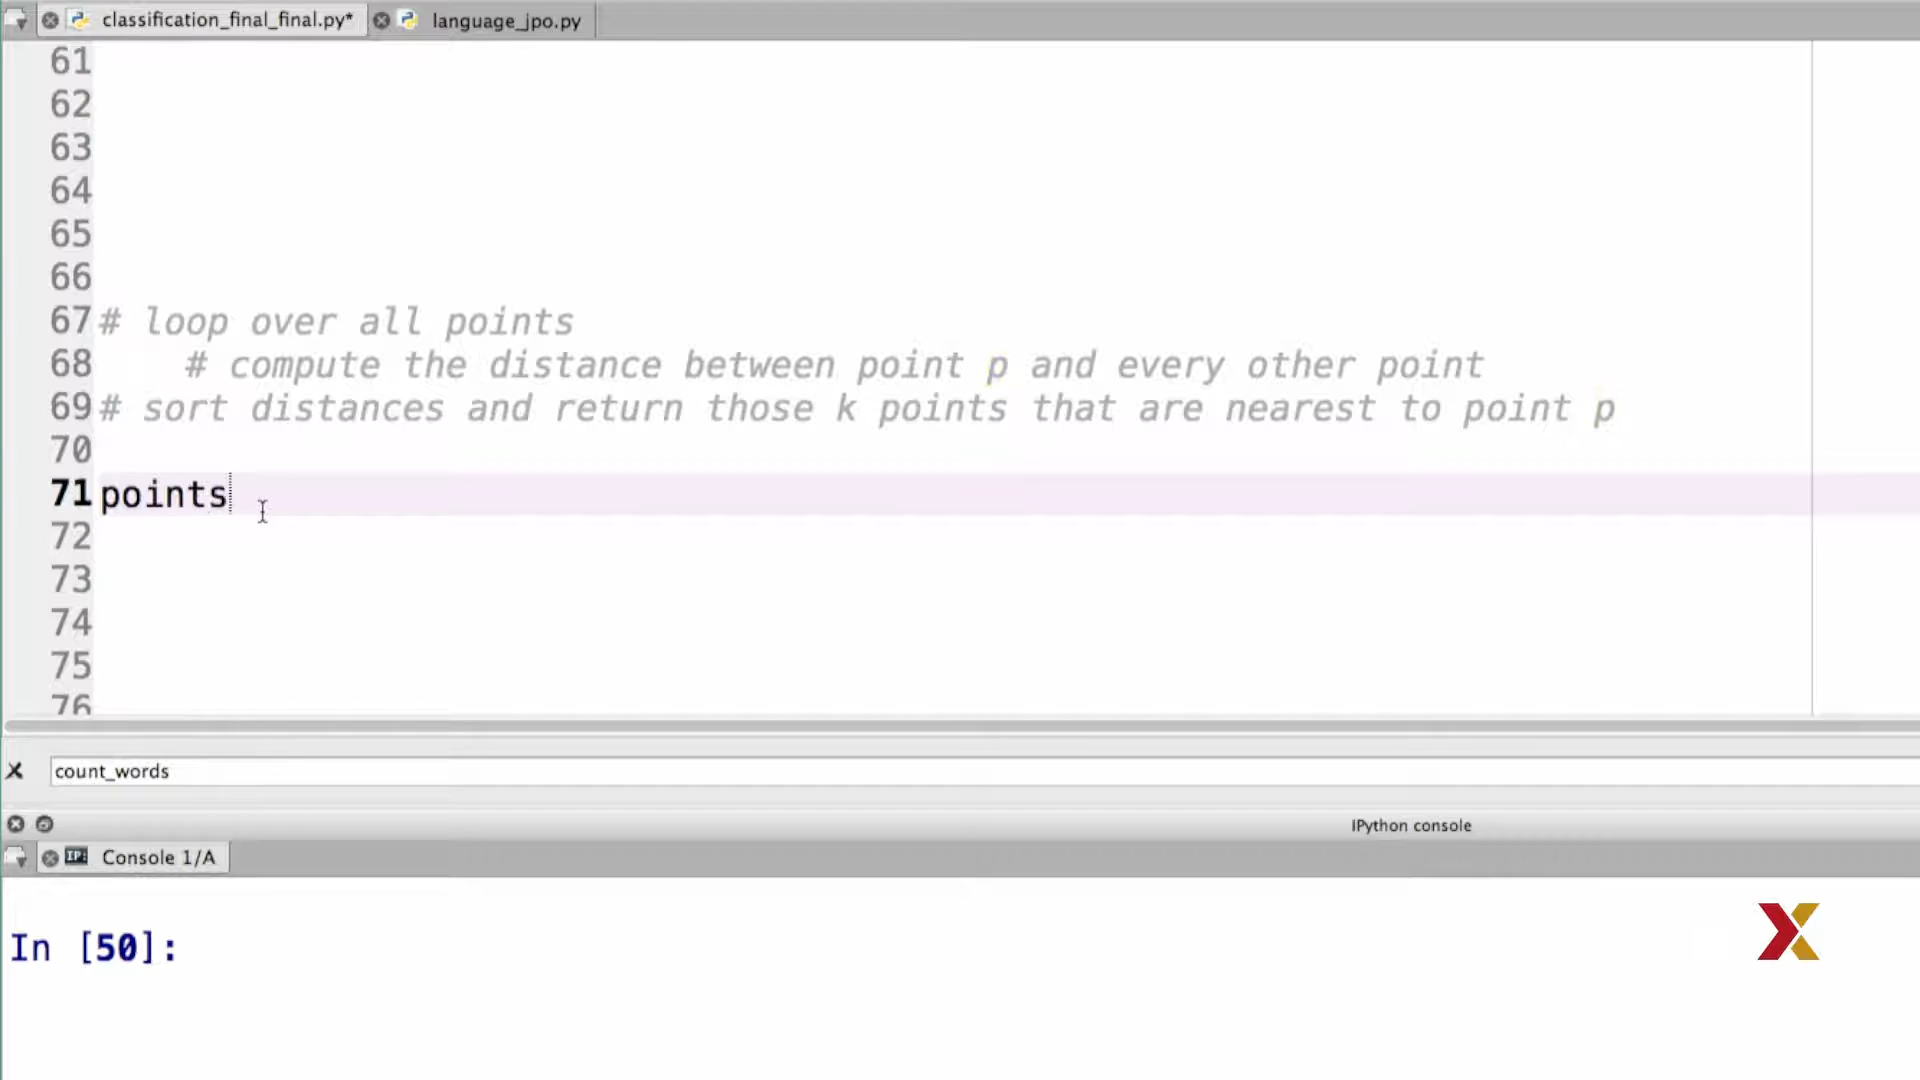 classification_final_final.py* language_jpo.py
61
62
63
64
65
66
67 # loop over all points
68 # compute the distance between point p and every other point
69 # sort distances and return those k points that are nearest to point p
70
71 points
72
73
74
75
76
count_words
IPython console
IP: Console 1/A
In [50]: